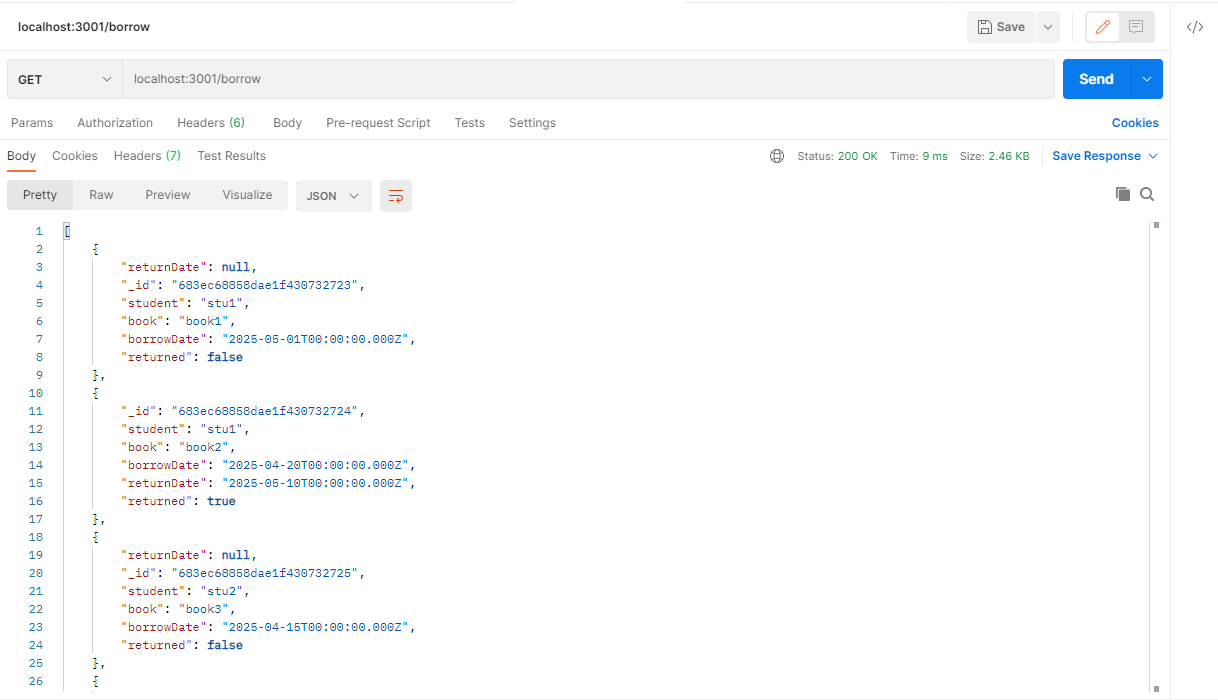 localhost:3001/borrow
Save
GET
localhost:3001/borrow
Send
Params Authorization Headers (6) Body Pre-request Script Tests Settings Cookies
Body Cookies Headers (7) Test Results Status: 200 OK Time: 9 ms Size: 2.46 KB Save Response
Pretty Raw Preview Visualize JSON
1 [
2 {
3 "returnDate": null,
4 "_id": "683ec68858dae1f430732723",
5 "student": "stu1",
6 "book": "book1",
7 "borrowDate": "2025-05-01T00:00:00.000Z",
8 "returned": false
9 },
10 {
11 "_id": "683ec68858dae1f430732724",
12 "student": "stu1",
13 "book": "book2",
14 "borrowDate": "2025-04-20T00:00:00.000Z",
15 "returnDate": "2025-05-10T00:00:00.000Z",
16 "returned": true
17 },
18 {
19 "returnDate": null,
20 "_id": "683ec68858dae1f430732725",
21 "student": "stu2",
22 "book": "book3",
23 "borrowDate": "2025-04-15T00:00:00.000Z",
24 "returned": false
25 },
26 {